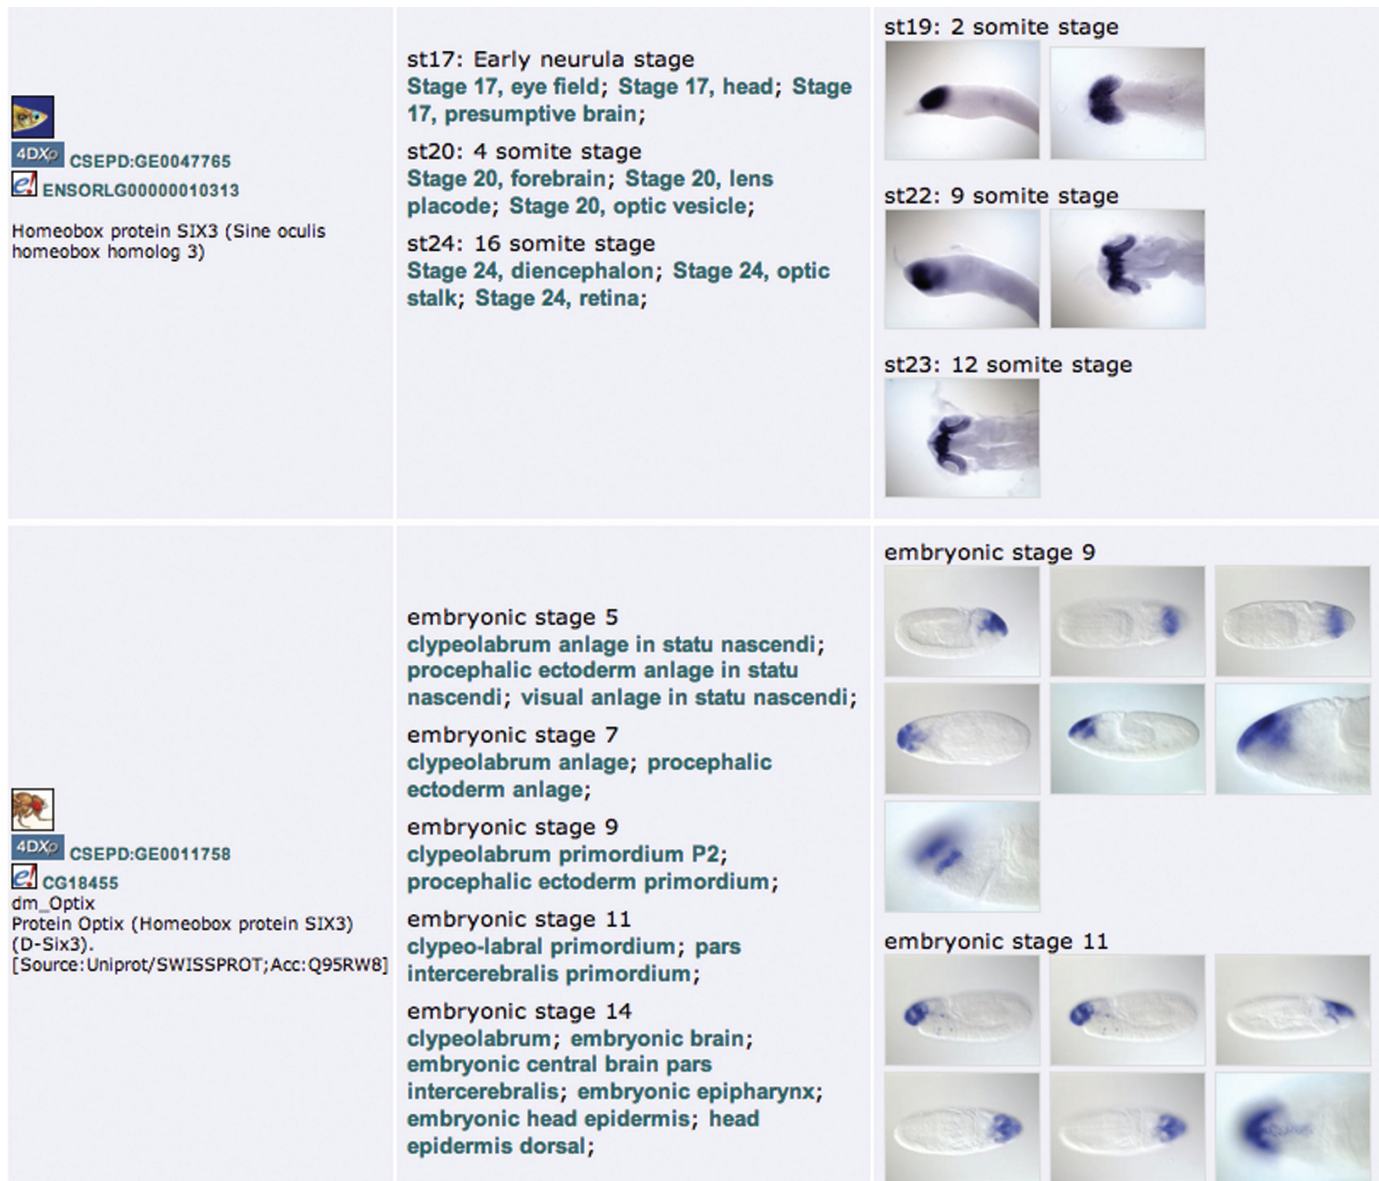 4DXp CSEPD:GE0047765
e! ENSORLG00000010313
Homeobox protein SIX3 (Sine oculis
homeobox homolog 3)
st17: Early neurula stage
Stage 17, eye field; Stage 17, head; Stage
17, presumptive brain;
st20: 4 somite stage
Stage 20, forebrain; Stage 20, lens
placode; Stage 20, optic vesicle;
st24: 16 somite stage
Stage 24, diencephalon; Stage 24, optic
stalk; Stage 24, retina;
st19: 2 somite stage
st22: 9 somite stage
st23: 12 somite stage
4DXp CSEPD:GE0011758
e! CG18455
dm_Optix
Protein Optix (Homeobox protein SIX3)
(D-Six3).
[Source:Uniprot/SWISSPROT;Acc:Q95RW8]
embryonic stage 5
clypeolabrum anlage in statu nascendi;
procephalic ectoderm anlage in statu
nascendi; visual anlage in statu nascendi;
embryonic stage 7
clypeolabrum anlage; procephalic
ectoderm anlage;
embryonic stage 9
clypeolabrum primordium P2;
procephalic ectoderm primordium;
embryonic stage 11
clypeo-labral primordium; pars
intercerebralis primordium;
embryonic stage 14
clypeolabrum; embryonic brain;
embryonic central brain pars
intercerebralis; embryonic epipharynx;
embryonic head epidermis; head
epidermis dorsal;
embryonic stage 9
embryonic stage 11